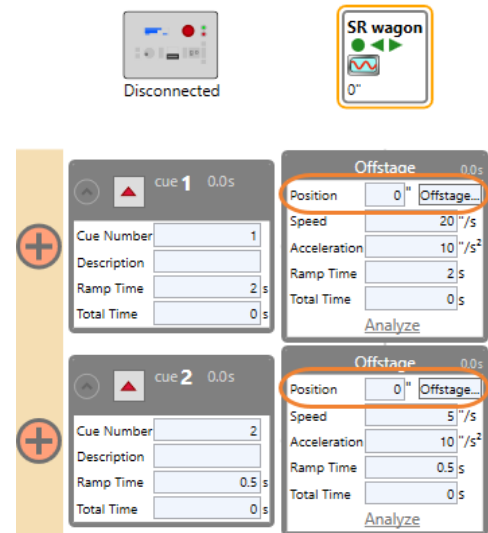 Disconnected
SR wagon
0"
cue 1 0.0s
Cue Number 1
Description
Ramp Time 2 s
Total Time 0 s
Offstage 0.0s
Position 0 " Offstage...
Speed 20 "/s
Acceleration 10 "/s²
Ramp Time 2 s
Total Time 0 s
Analyze
cue 2 0.0s
Cue Number 2
Description
Ramp Time 0.5 s
Total Time 0 s
Offstage 0.0s
Position 0 " Offstage...
Speed 5 "/s
Acceleration 10 "/s²
Ramp Time 0.5 s
Total Time 0 s
Analyze